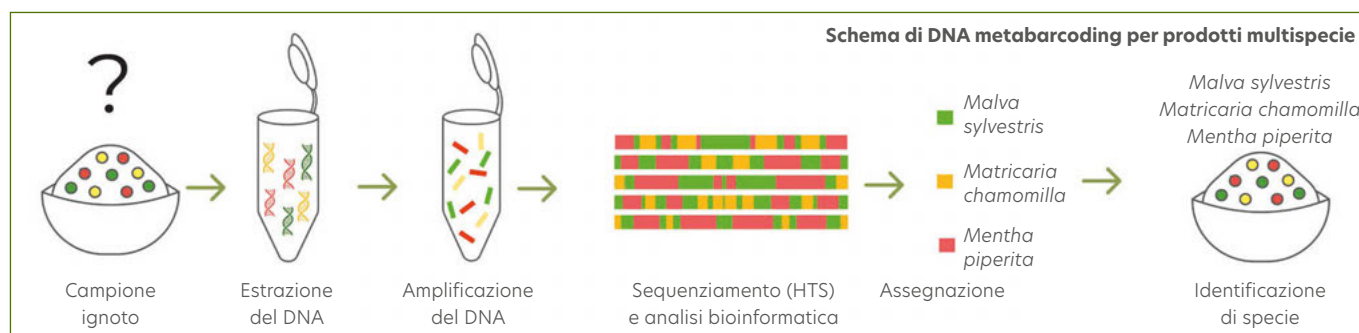 Schema di DNA metabarcoding per prodotti multispecie
?
Malva
sylvestris
Matricaria
chamomilla
Mentha
piperita
Malva sylvestris
Matricaria chamomilla
Mentha piperita
Campione
ignoto
Estrazione
del DNA
Amplificazione
del DNA
Sequenziamento (HTS)
e analisi bioinformatica
Assegnazione
Identificazione
di specie